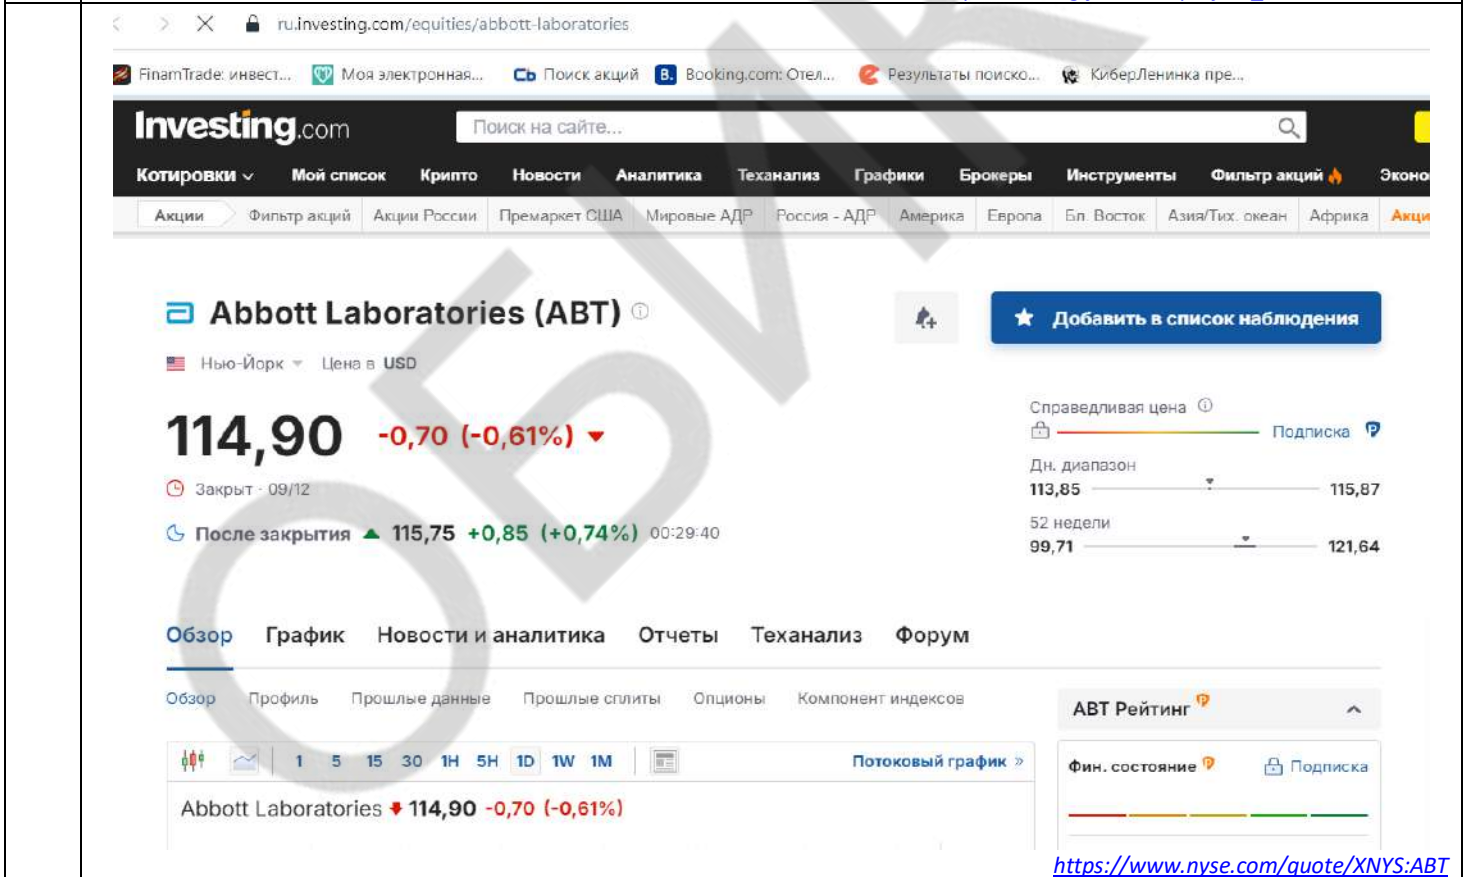 ru.investing.com/equities/abbott-laboratories
FinamTrade: инвест... Моя электронная... Сb Поиск акций B. Booking.com: Отел... Результаты поиско... КиберЛенинка пре...
Investing.com Поиск на сайте...
Котировки Мой список Крипто Новости Аналитика Теханализ Графики Брокеры Инструменты Фильтр акций Эконо
Акции Фильтр акций Акции России Премаркет США Мировые АДР Россия - АДР Америка Европа Бл. Восток Азия/Тих. океан Африка Акци
Abbott Laboratories (ABT)
Добавить в список наблюдения
Нью-Йорк Цена в USD
114,90 -0,70 (-0,61%)
Справедливая цена
Подписка
Дн. диапазон
113,85 115,87
Закрыт · 09/12
52 недели
99,71 121,64
После закрытия 115,75 +0,85 (+0,74%) 00:29:40
Обзор График Новости и аналитика Отчеты Теханализ Форум
Обзор Профиль Прошлые данные Прошлые сплиты Опционы Компонент индексов
ABT Рейтинг
1 5 15 30 1H 5H 1D 1W 1M Потоковый график »
Фин. состояние Подписка
Abbott Laboratories 114,90 -0,70 (-0,61%)
https://www.nyse.com/quote/XNYS:ABT